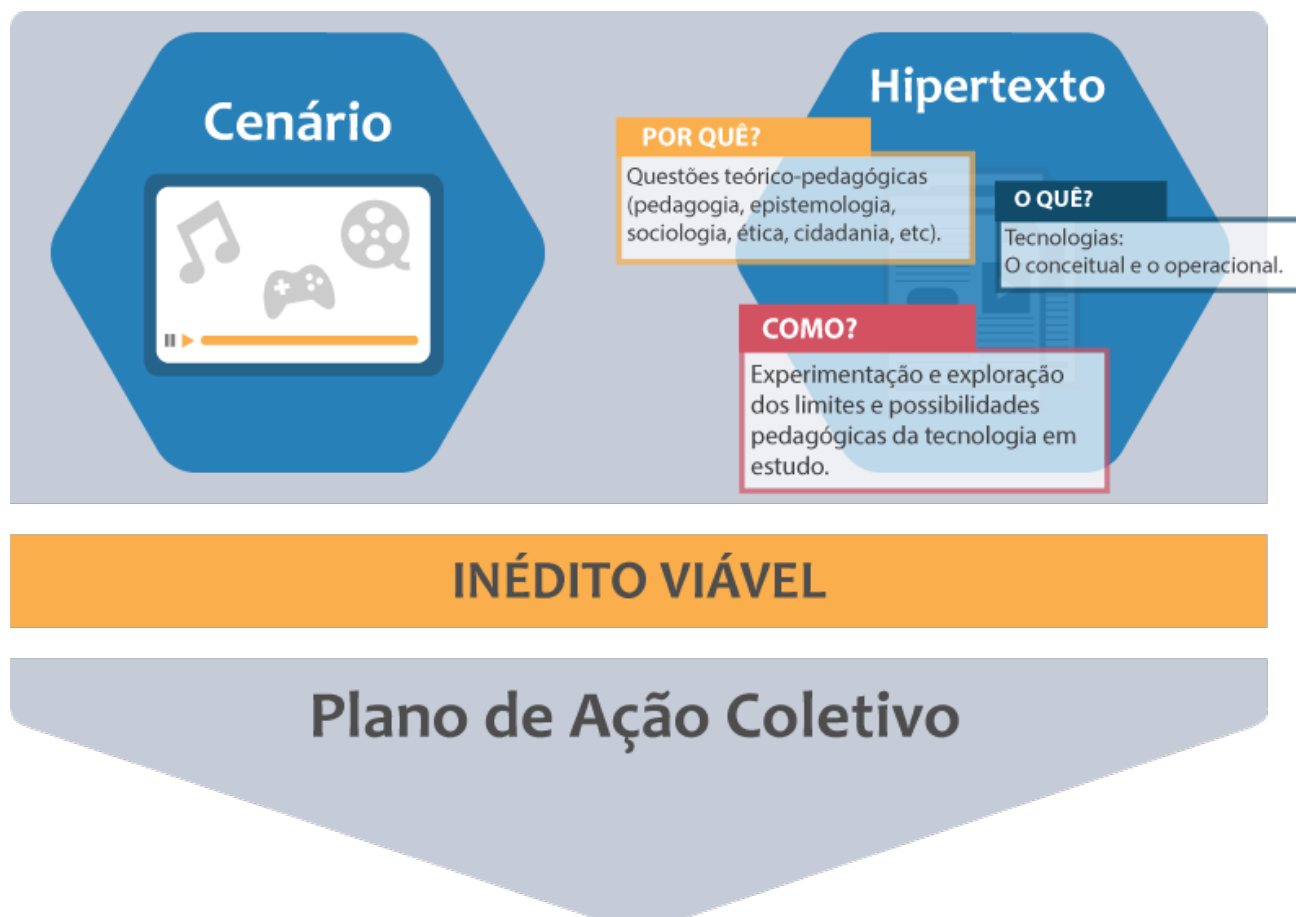 Cenário
Hipertexto
POR QUÊ?
Questões teórico-pedagógicas
(pedagogia, epistemologia,
sociologia, ética, cidadania, etc).
O QUÊ?
Tecnologias:
O conceitual e o operacional.
COMO?
Experimentação e exploração
dos limites e possibilidades
pedagógicas da tecnologia em
estudo.
INÉDITO VIÁVEL
Plano de Ação Coletivo